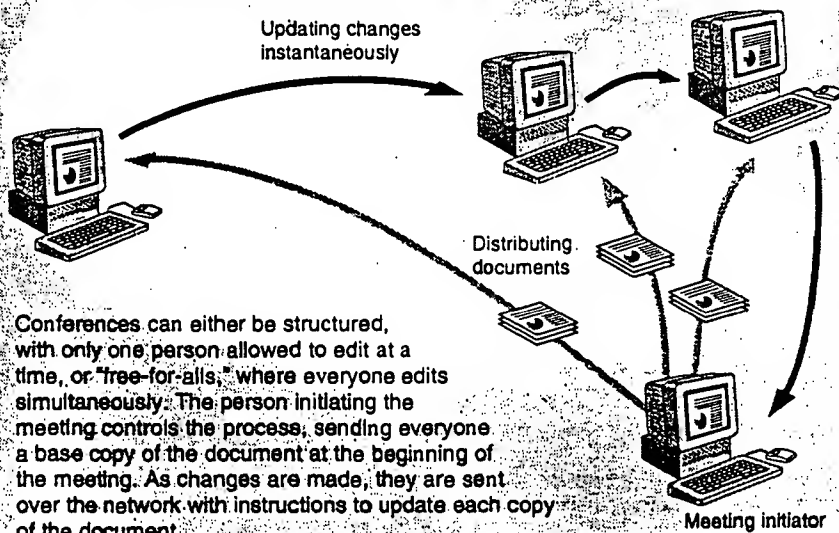 Updating changes
instantaneously
Distributing
documents
Conferences can either be structured,
with only one person allowed to edit at a
time, or "free-for-alls," where everyone edits
simultaneously. The person initiating the
meeting controls the process, sending everyone
a base copy of the document at the beginning of
the meeting. As changes are made, they are sent
over the network with instructions to update each copy
of the document.
Meeting initiator